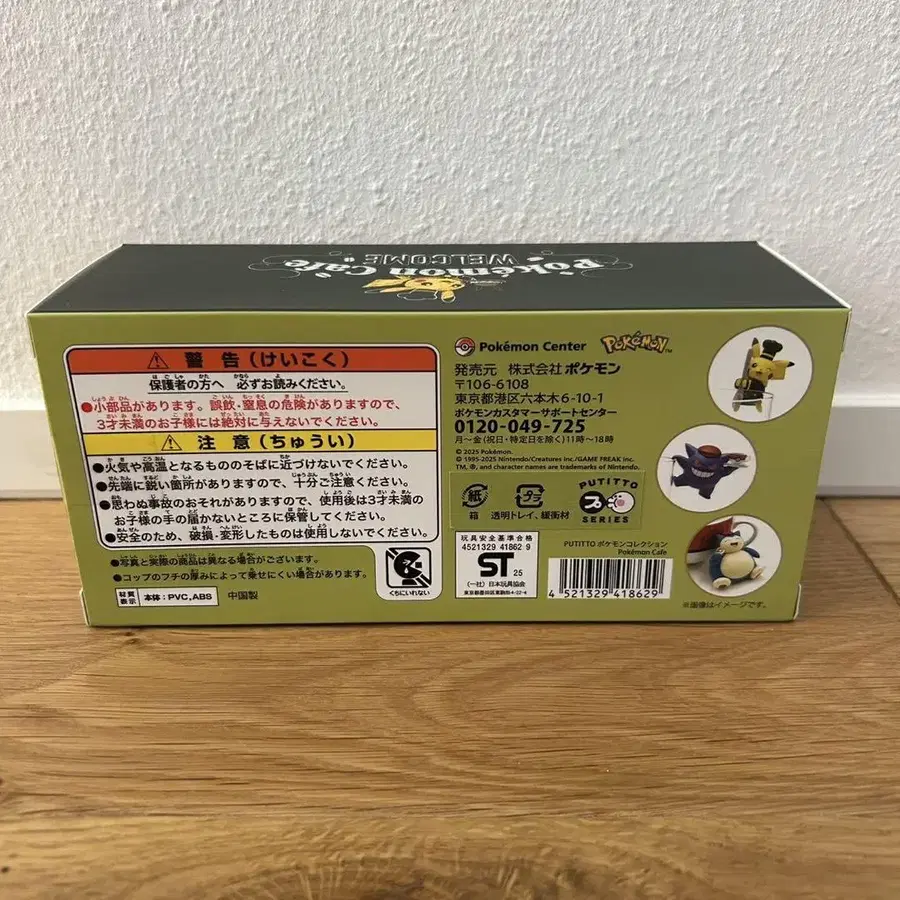 Pokémon Cafe
WELCOME
警告(けいこく)
保護者の方へ 必ずお読みください。
●小部品があります。誤飲・窒息の危険がありますので、
3才未満のお子様には絶対に与えないでください。
注意(ちゅうい)
●火気や高温となるもののそばに近づけないでください。
●先端に鋭い箇所がありますので、十分ご注意ください。
●思わぬ事故のおそれがありますので、使用後は3才未満の
お子様の手の届かないところに保管してください。
●安全のため、破損・変形したものは使用しないでください。
●写真と実際の商品は異なる場合がございます。
●コップのフチの厚みによって乗せにくい場合があります。
材質表示 本体:PVC,ABS 中国製
くちにいれない
Pokémon Center POKÉMON™
発売元 株式会社ポケモン
〒106-6108
東京都港区六本木6-10-1
ポケモンカスタマーサポートセンター
0120-049-725
月〜金(祝日・特定日を除く)11時〜18時
© 2025 Pokémon.
© 1995-2025 Nintendo/Creatures Inc./GAME FREAK Inc.
TM, ®, and character names are trademarks of Nintendo.
紙 箱
プラ 透明トレイ、緩衝材
PUTITTO
プ
SERIES
玩具安全基準合格
4521329 41862 9
ST 25
(一社)日本玩具協会
東京都墨田区東駒形4-22-4
PUTITTO ポケモンコレクション
Pokémon Cafe
4 521329 418629
※画像はイメージです。